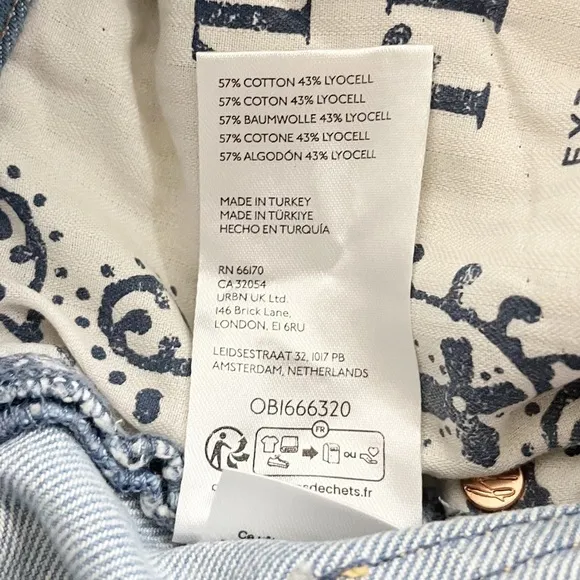 57% COTTON 43% LYOCELL
57% COTON 43% LYOCELL
57% BAUMWOLLE 43% LYOCELL
57% COTONE 43% LYOCELL
57% ALGODÓN 43% LYOCELL
MADE IN TURKEY
MADE IN TÜRKIYE
HECHO EN TURQUÍA
RN 66170
CA 32054
URBN UK Ltd.
146 Brick Lane,
LONDON, E1 6RU
LEIDSESTRAAT 32, 1017 PB
AMSTERDAM, NETHERLANDS
OB1666320
FR
OU
dechets.fr